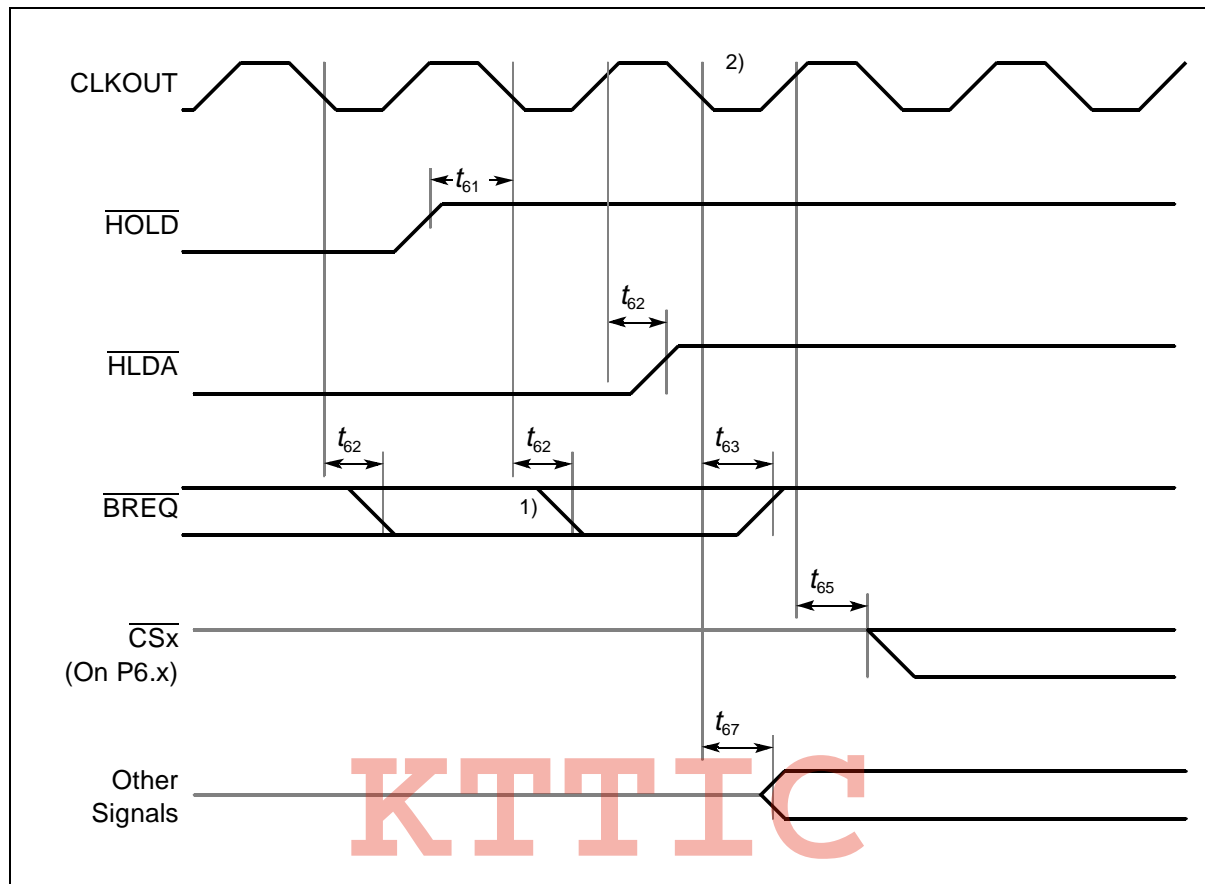 CLKOUT
2)
t61
HOLD
t62
HLDA
t62
t62
t63
BREQ
1)
t65
CSx
(On P6.x)
t67
Other
Signals
KTTIC